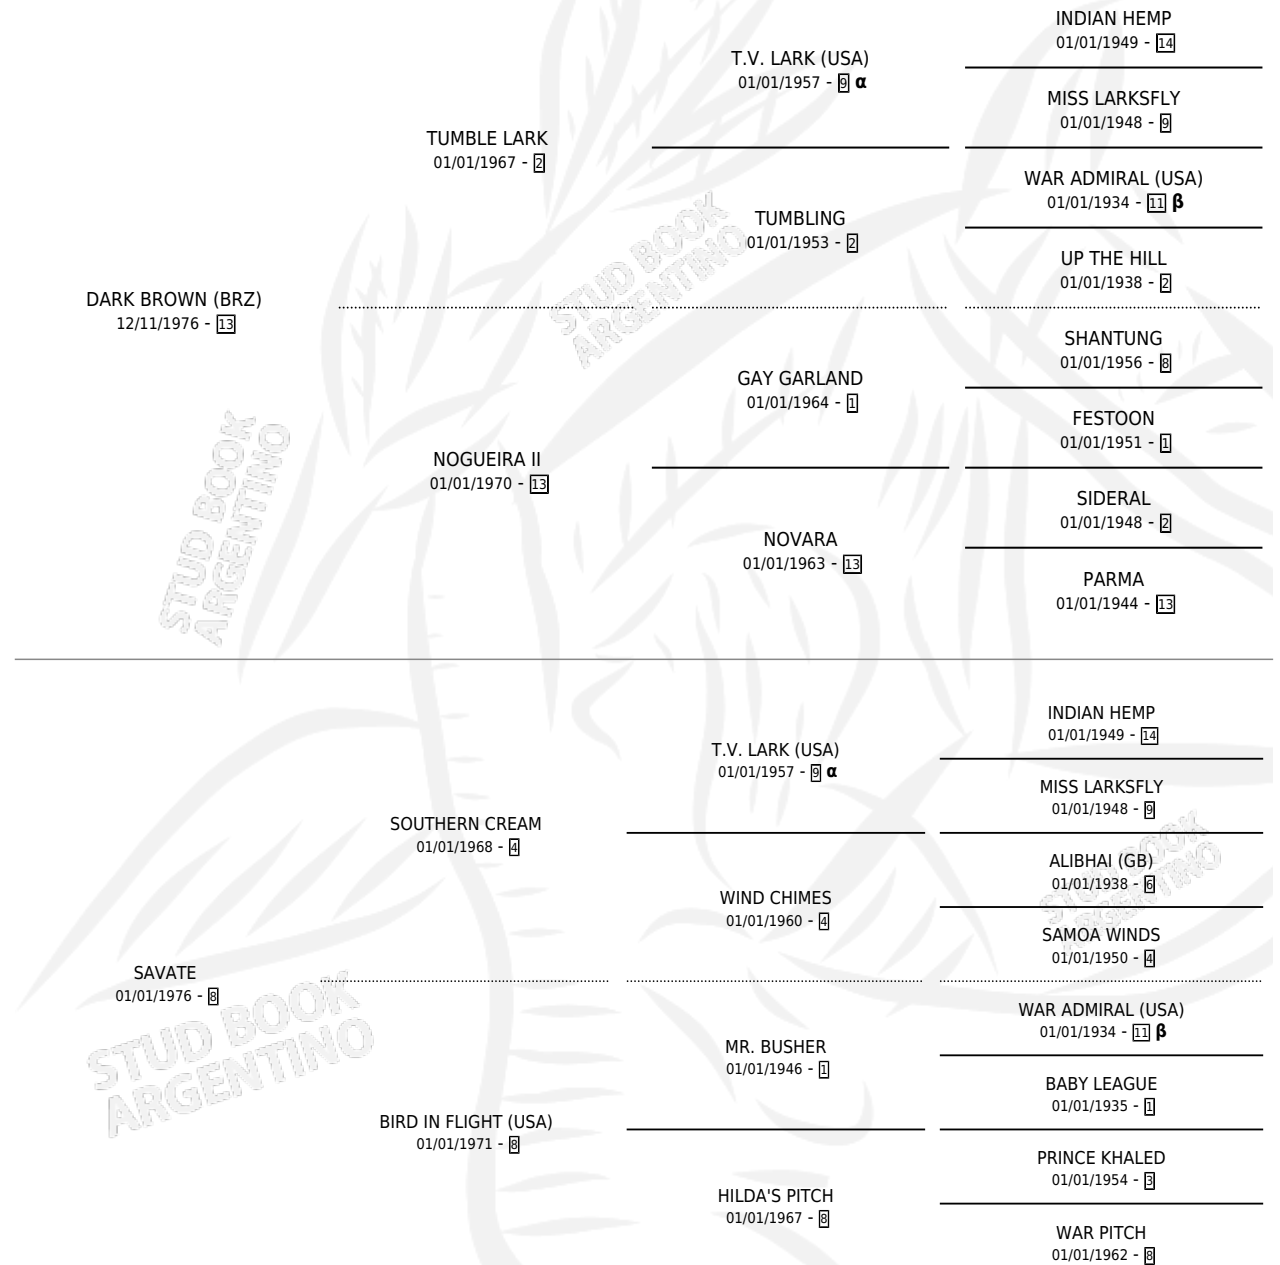 INDIAN HEMP
01/01/1949 - 14
T.V. LARK (USA)
01/01/1957 - 9 α
MISS LARKSFLY
01/01/1948 - 9
TUMBLE LARK
01/01/1967 - 2
WAR ADMIRAL (USA)
01/01/1934 - 11 β
TUMBLING
01/01/1953 - 2
UP THE HILL
01/01/1938 - 2
DARK BROWN (BRZ)
12/11/1976 - 13
STUD BOOK
ARGENTINO
SHANTUNG
01/01/1956 - 8
GAY GARLAND
01/01/1964 - 1
FESTOON
01/01/1951 - 1
NOGUEIRA II
01/01/1970 - 13
SIDERAL
01/01/1948 - 2
NOVARA
01/01/1963 - 13
PARMA
01/01/1944 - 13
STUD BOOK
ARGENTINO
INDIAN HEMP
01/01/1949 - 14
T.V. LARK (USA)
01/01/1957 - 9 α
MISS LARKSFLY
01/01/1948 - 9
SOUTHERN CREAM
01/01/1968 - 4
ALIBHAI (GB)
01/01/1938 - 6
STUD BOOK
ARGENTINO
WIND CHIMES
01/01/1960 - 4
SAMOA WINDS
01/01/1950 - 4
SAVATE
01/01/1976 - 8
WAR ADMIRAL (USA)
01/01/1934 - 11 β
STUD BOOK
ARGENTINO
MR. BUSHER
01/01/1946 - 1
BABY LEAGUE
01/01/1935 - 1
BIRD IN FLIGHT (USA)
01/01/1971 - 8
PRINCE KHALED
01/01/1954 - 3
HILDA'S PITCH
01/01/1967 - 8
WAR PITCH
01/01/1962 - 8